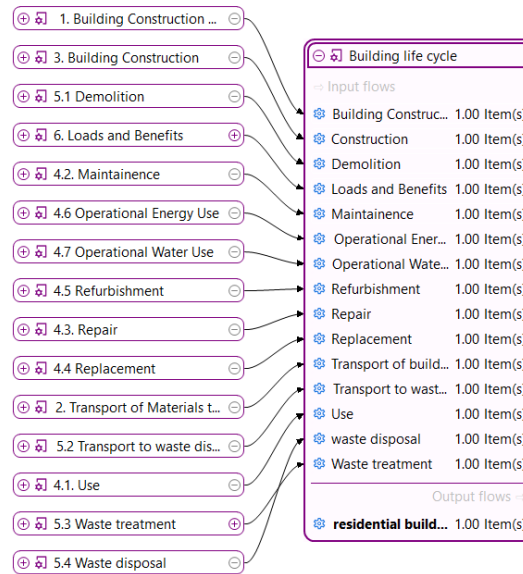 1. Building Construction ...
3. Building Construction
5.1 Demolition
6. Loads and Benefits
4.2. Maintainence
4.6 Operational Energy Use
4.7 Operational Water Use
4.5 Refurbishment
4.3. Repair
4.4 Replacement
2. Transport of Materials t...
5.2 Transport to waste dis...
4.1. Use
5.3 Waste treatment
5.4 Waste disposal
Building life cycle
Input flows
Building Construc... 1.00 Item(s)
Construction 1.00 Item(s)
Demolition 1.00 Item(s)
Loads and Benefits 1.00 Item(s)
Maintainence 1.00 Item(s)
Operational Ener... 1.00 Item(s)
Operational Wate... 1.00 Item(s)
Refurbishment 1.00 Item(s)
Repair 1.00 Item(s)
Replacement 1.00 Item(s)
Transport of build... 1.00 Item(s)
Transport to wast... 1.00 Item(s)
Use 1.00 Item(s)
waste disposal 1.00 Item(s)
Waste treatment 1.00 Item(s)
Output flows
residential build... 1.00 Item(s)